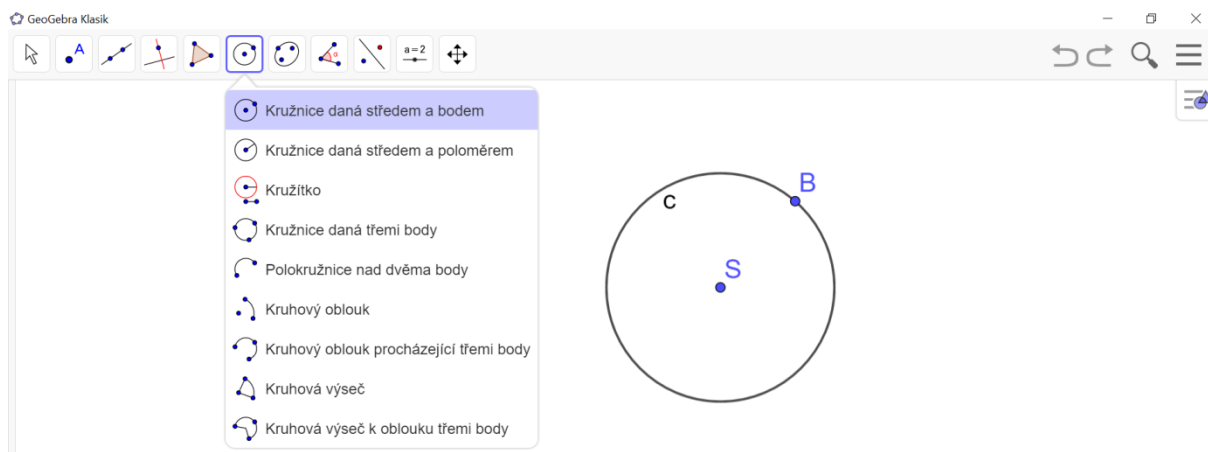 GeoGebra Klasik
A
a=2
Kružnice daná středem a bodem
Kružnice daná středem a poloměrem
Kružítko
Kružnice daná třemi body
Polokružnice nad dvěma body
Kruhový oblouk
Kruhový oblouk procházející třemi body
Kruhová výseč
Kruhová výseč k oblouku třemi body
B
c
S